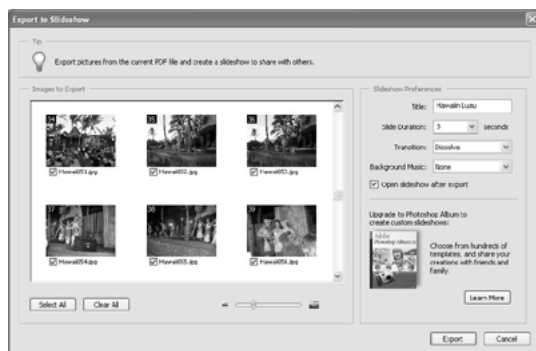 Export to Slideshow
Tip
Export pictures from the current PDF file and create a slideshow to share with others.
Images to Export
34
35
36
Hawaii051.jpg
Hawaii052.jpg
Hawaii053.jpg
37
38
39
Hawaii054.jpg
Hawaii055.jpg
Hawaii056.jpg
Select All
Clear All
Slideshow Preferences
Title:
Hawaiin Luau
Slide Duration:
3
seconds
Transition:
Dissolve
Background Music:
None
Open slideshow after export
Upgrade to Photoshop Album to
create custom slideshows:
Adobe
Photoshop Album
Choose from hundreds of
templates, and share your
creations with friends and
family.
Learn More
Export
Cancel